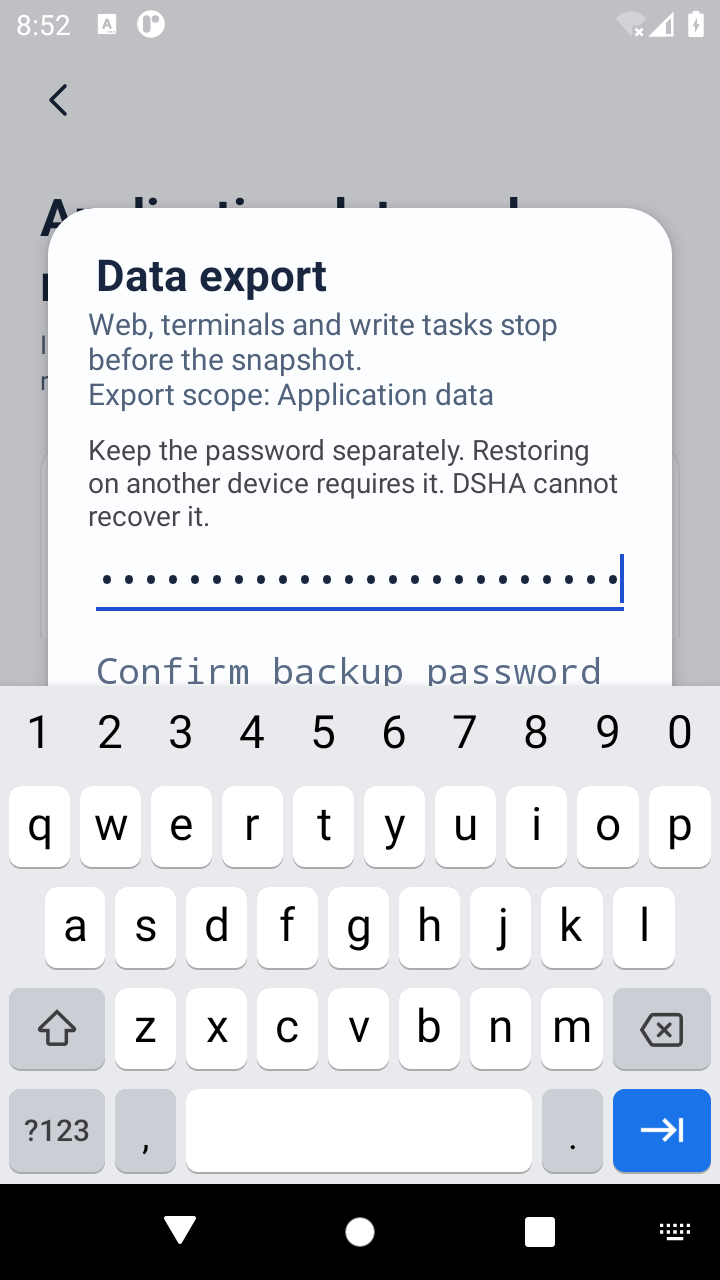 8:52
Data export
Web, terminals and write tasks stop
before the snapshot.
Export scope: Application data
Keep the password separately. Restoring
on another device requires it. DSHA cannot
recover it.
••••••••••••••••••••••••
Confirm backup password
1 2 3 4 5 6 7 8 9 0
q w e r t y u i o p
a s d f g h j k l
z x c v b n m
?123 , .